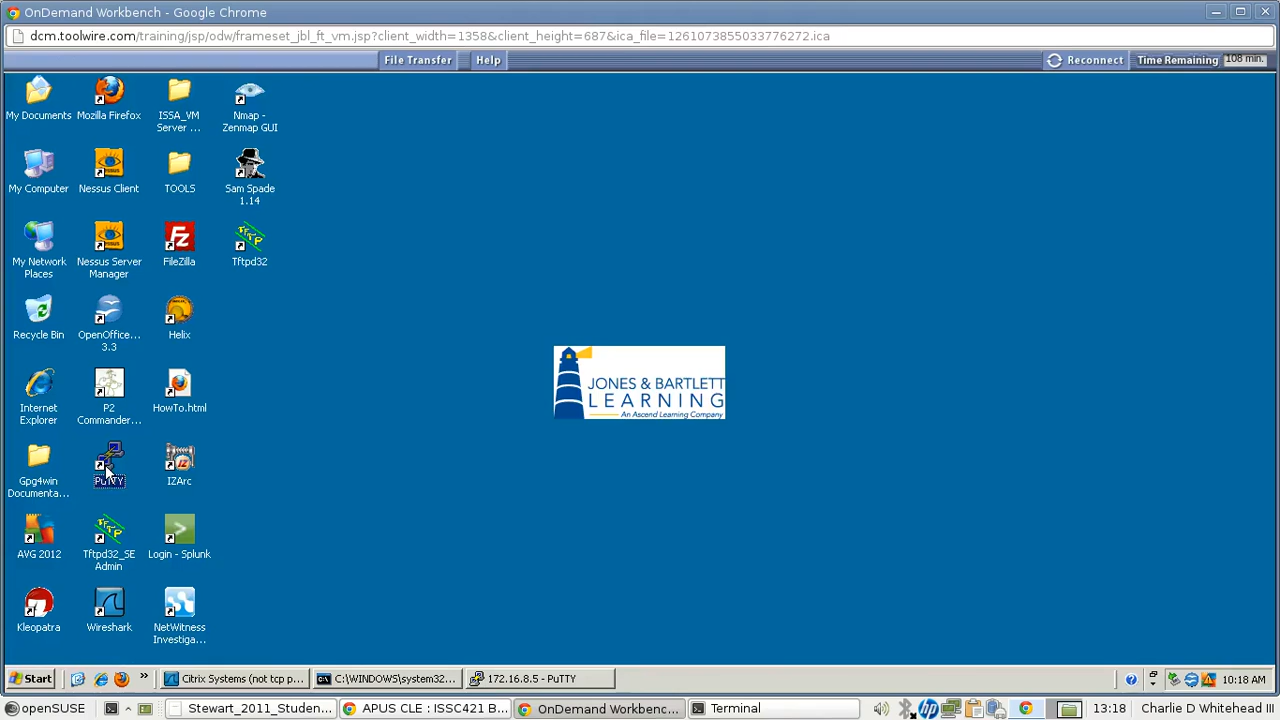 OnDemand Workbench - Google Chrome
dcm.toolwire.com/training/jsp/odw/frameset_jbl_ft_vm.jsp?client_width=1358&client_height=687&ica_file=1261073855033776272.ica
File Transfer Help Reconnect Time Remaining 108 min.
My Documents Mozilla Firefox ISSA_VM Server ... Nmap - Zenmap GUI
My Computer Nessus Client TOOLS Sam Spade 1.14
My Network Places Nessus Server Manager FileZilla Tftpd32
Recycle Bin OpenOffice... 3.3 Helix
JONES & BARTLETT
LEARNING
An Ascend Learning Company
Internet Explorer P2 Commander... HowTo.html
Gpg4win Documenta... PuTTY IZArc
AVG 2012 Tftpd32_SE Admin Login - Splunk
Kleopatra Wireshark NetWitness Investiga...
Start » Citrix Systems (not tcp p... C:\WINDOWS\system32... 172.16.8.5 - PuTTY 10:18 AM
openSUSE Stewart_2011_Studen... APUS CLE : ISSC421 B... OnDemand Workbenc... Terminal 13:18 Charlie D Whitehead III